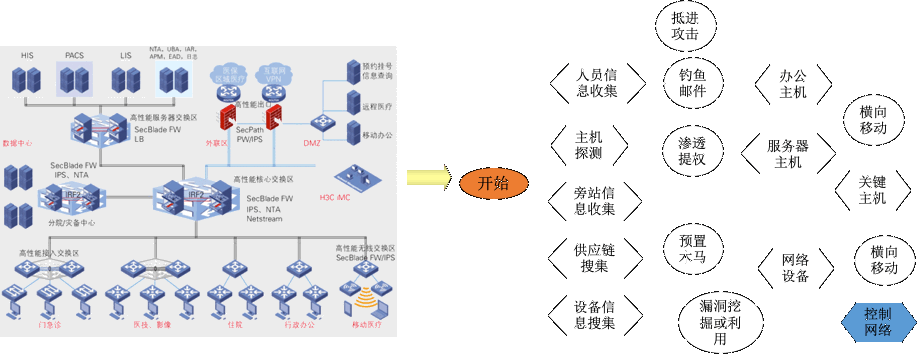 HIS
PACS
LIS
NTA、UBA、IAR、
APM、EAD、日志
医保
区域医疗
互联网
VPN
预约挂号
信息查询
高性能出口
远程医疗
高性能服务器交换区
SecBlade FW
LB
SecPath
FW/IPS
移动办公
数据中心
外联区
DMZ
SecBlade FW
IPS、NTA
高性能核心交换区
IRF2
IRF2
SecBlade FW
IPS、NTA
Netstream
H3C iMC
分院/灾备中心
高性能接入交换区
高性能无线交换区
SecBlade FW/IPS
门急诊
医技、影像
住院
行政办公
移动医疗
开始
抵进
攻击
人员信
息收集
钓鱼
邮件
办公
主机
横向
移动
主机
探测
渗透
提权
服务器
主机
旁站信
息收集
关键
主机
供应链
搜集
预置
木马
网络
设备
横向
移动
设备信
息搜集
漏洞挖
掘或利
用
控制
网络